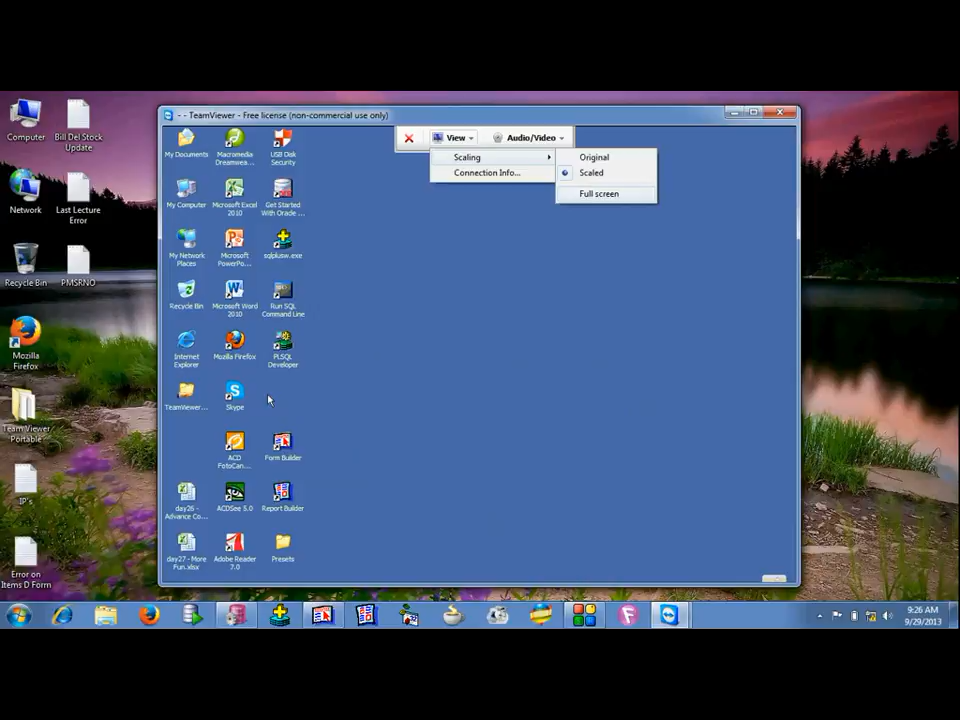 - - TeamViewer - Free license (non-commercial use only)
View
Audio/Video
Scaling
Connection Info...
Original
Scaled
Full screen
Computer
Bill Del Stock
Update
Network
Last Lecture
Error
Recycle Bin
PMSRNO
Mozilla
Firefox
Team Viewer
Portable
IP's
Error on
Items D Form
My Documents
Macromedia
Dreamwea...
USB Disk
Security
My Computer
Microsoft Excel
2010
Get Started
With Oracle ...
My Network
Places
Microsoft
PowerPo...
sqlplusw.exe
Recycle Bin
Microsoft Word
2010
Run SQL
Command Line
Internet
Explorer
Mozilla Firefox
PLSQL
Developer
TeamViewer...
Skype
ACD
FotoCan...
Form Builder
day26 -
Advance Co...
ACDSee 5.0
Report Builder
day27 - More
Fun.xlsx
Adobe Reader
7.0
Presets
9:26 AM
9/29/2013